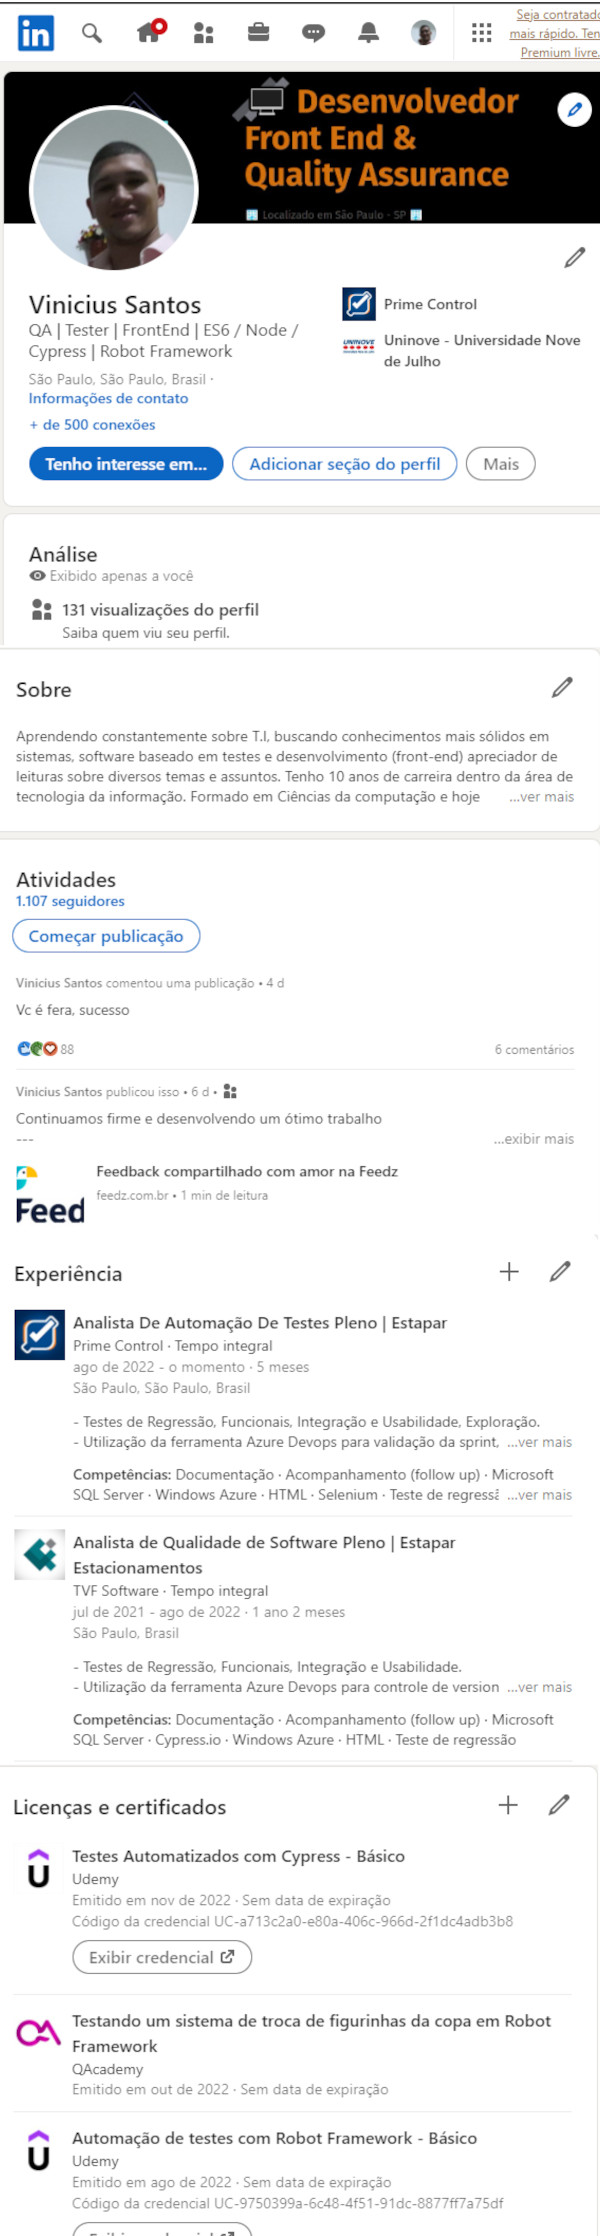 in
Seja contratado
mais rápido. Ten
Premium livre.
Desenvolvedor
Front End &
Quality Assurance
Localizado em São Paulo - SP
Vinicius Santos
QA | Tester | FrontEnd | ES6 / Node /
Cypress | Robot Framework
São Paulo, São Paulo, Brasil ·
Informações de contato
+ de 500 conexões
Prime Control
UNINOVE
Uninove - Universidade Nove
de Julho
Tenho interesse em...
Adicionar seção do perfil
Mais
Análise
Exibido apenas a você
131 visualizações do perfil
Saiba quem viu seu perfil.
Sobre
Aprendendo constantemente sobre T.I, buscando conhecimentos mais sólidos em
sistemas, software baseado em testes e desenvolvimento (front-end) apreciador de
leituras sobre diversos temas e assuntos. Tenho 10 anos de carreira dentro da área de
tecnologia da informação. Formado em Ciências da computação e hoje ...ver mais
Atividades
1.107 seguidores
Começar publicação
Vinicius Santos comentou uma publicação • 4 d
Vc é fera, sucesso
88
6 comentários
Vinicius Santos publicou isso • 6 d •
Continuamos firme e desenvolvendo um ótimo trabalho
---
...exibir mais
Feed
Feedback compartilhado com amor na Feedz
feedz.com.br • 1 min de leitura
Experiência
Analista De Automação De Testes Pleno | Estapar
Prime Control · Tempo integral
ago de 2022 - o momento · 5 meses
São Paulo, São Paulo, Brasil
- Testes de Regressão, Funcionais, Integração e Usabilidade, Exploração.
- Utilização da ferramenta Azure Devops para validação da sprint, ...ver mais
Competências: Documentação · Acompanhamento (follow up) · Microsoft
SQL Server · Windows Azure · HTML · Selenium · Teste de regressã ...ver mais
Analista de Qualidade de Software Pleno | Estapar
Estacionamentos
TVF Software · Tempo integral
jul de 2021 - ago de 2022 · 1 ano 2 meses
São Paulo, Brasil
- Testes de Regressão, Funcionais, Integração e Usabilidade.
- Utilização da ferramenta Azure Devops para controle de version ...ver mais
Competências: Documentação · Acompanhamento (follow up) · Microsoft
SQL Server · Cypress.io · Windows Azure · HTML · Teste de regressão
Licenças e certificados
Testes Automatizados com Cypress - Básico
Udemy
Emitido em nov de 2022 · Sem data de expiração
Código da credencial UC-a713c2a0-e80a-406c-966d-2f1dc4adb3b8
Exibir credencial
Testando um sistema de troca de figurinhas da copa em Robot
Framework
QAcademy
Emitido em out de 2022 · Sem data de expiração
Automação de testes com Robot Framework - Básico
Udemy
Emitido em ago de 2022 · Sem data de expiração
Código da credencial UC-9750399a-6c48-4f51-91dc-8877ff7a75df